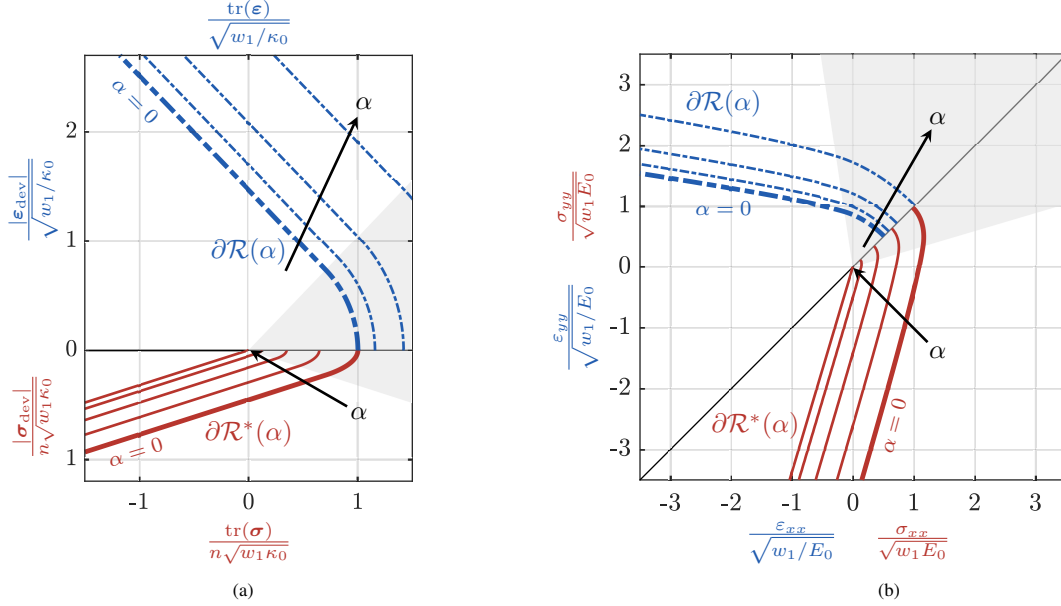 tr(ε)
√w₁/κ₀
α = 0
α
2
|ε_dev|
√w₁/κ₀
1
∂R(α)
0
α
|σ_dev|
n√w₁κ₀
∂R*(α)
α = 0
1
-1
0
1
tr(σ)
n√w₁κ₀
(a)
3
∂R(α)
α
2
σ_yy
√w₁E₀
α = 0
1
0
ε_yy
√w₁/E₀
-1
α
-2
∂R*(α)
α = 0
-3
-3
-2
-1
0
1
2
3
ε_xx
√w₁/E₀
σ_xx
√w₁E₀
(b)